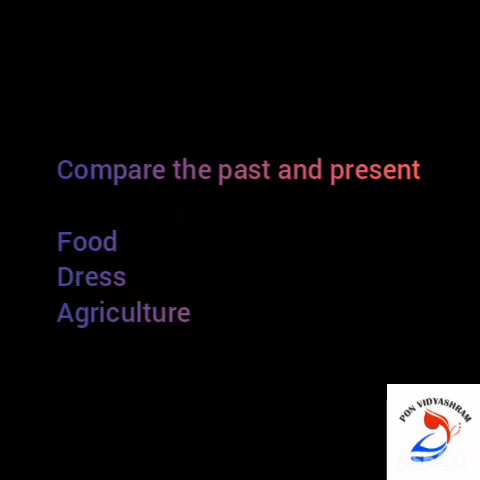 Compare the past and present
Food
Dress
Agriculture
PON VIDYASHRAM